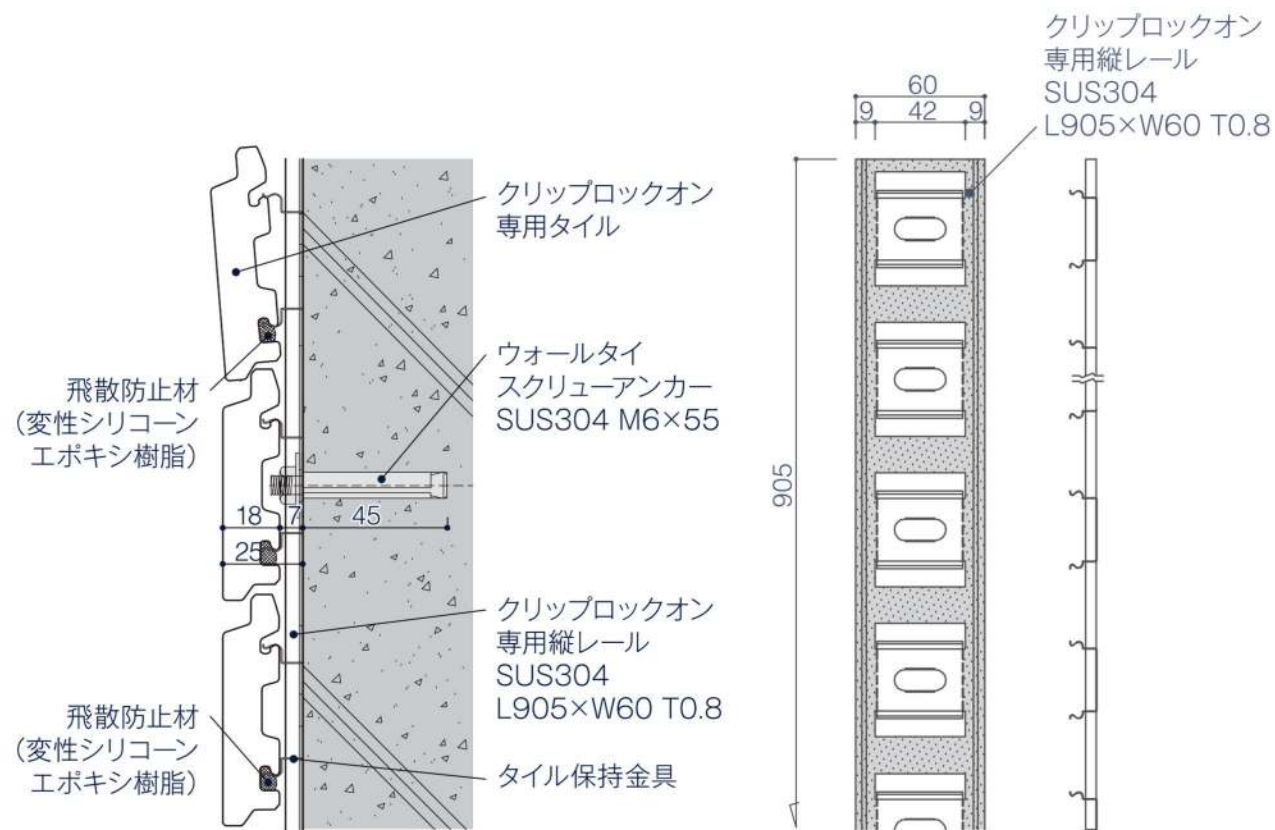 クリップロックオン
専用タイル
飛散防止材
（変性シリコーン
エポキシ樹脂）
ウォールタイ
スクリューアンカー
SUS304 M6×55
18
7
45
25
クリップロックオン
専用縦レール
SUS304
L905×W60 T0.8
飛散防止材
（変性シリコーン
エポキシ樹脂）
タイル保持金具
クリップロックオン
専用縦レール
SUS304
L905×W60 T0.8
60
9
42
9
905